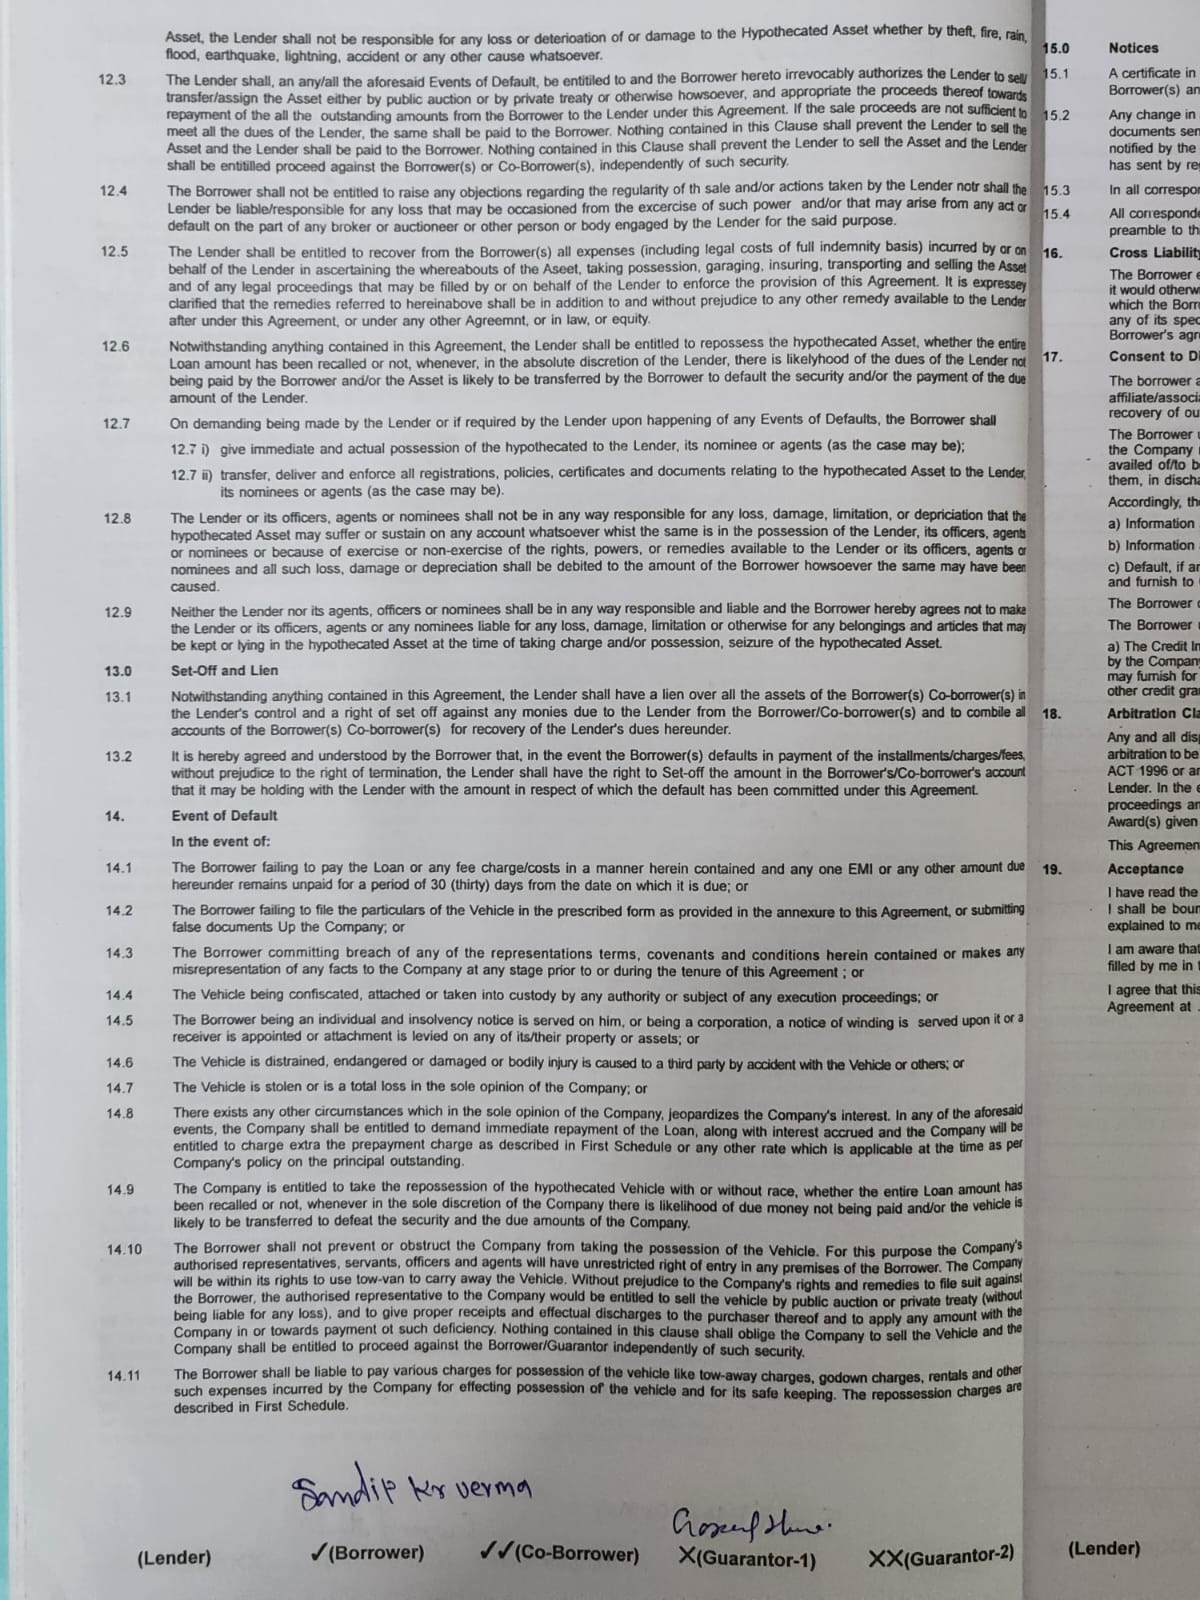 Asset, the Lender shall not be responsible for any loss or deterioation of or damage to the Hypothecated Asset whether by theft, fire, rain,
flood, earthquake, lightning, accident or any other cause whatsoever.
12.3 The Lender shall, an any/all the aforesaid Events of Default, be entitiled to and the Borrower hereto irrevocably authorizes the Lender to sell/
transfer/assign the Asset either by public auction or by private treaty or otherwise howsoever, and appropriate the proceeds thereof towards
repayment of the all the outstanding amounts from the Borrower to the Lender under this Agreement. If the sale proceeds are not sufficient to
meet all the dues of the Lender, the same shall be paid to the Borrower. Nothing contained in this Clause shall prevent the Lender to sell the
Asset and the Lender shall be paid to the Borrower. Nothing contained in this Clause shall prevent the Lender to sell the Asset and the Lender
shall be entitilled proceed against the Borrower(s) or Co-Borrower(s), independently of such security.
12.4 The Borrower shall not be entitled to raise any objections regarding the regularity of th sale and/or actions taken by the Lender notr shall the
Lender be liable/responsible for any loss that may be occasioned from the excercise of such power and/or that may arise from any act or
default on the part of any broker or auctioneer or other person or body engaged by the Lender for the said purpose.
12.5 The Lender shall be entitled to recover from the Borrower(s) all expenses (including legal costs of full indemnity basis) incurred by or on
behalf of the Lender in ascertaining the whereabouts of the Aseet, taking possession, garaging, insuring, transporting and selling the Asset
and of any legal proceedings that may be filled by or on behalf of the Lender to enforce the provision of this Agreement. It is expressey
clarified that the remedies referred to hereinabove shall be in addition to and without prejudice to any other remedy available to the Lender
after under this Agreement, or under any other Agreemnt, or in law, or equity.
12.6 Notwithstanding anything contained in this Agreement, the Lender shall be entitled to repossess the hypothecated Asset, whether the entire
Loan amount has been recalled or not, whenever, in the absolute discretion of the Lender, there is likelyhood of the dues of the Lender not
being paid by the Borrower and/or the Asset is likely to be transferred by the Borrower to default the security and/or the payment of the due
amount of the Lender.
12.7 On demanding being made by the Lender or if required by the Lender upon happening of any Events of Defaults, the Borrower shall
12.7 i) give immediate and actual possession of the hypothecated to the Lender, its nominee or agents (as the case may be);
12.7 ii) transfer, deliver and enforce all registrations, policies, certificates and documents relating to the hypothecated Asset to the Lender,
its nominees or agents (as the case may be).
12.8 The Lender or its officers, agents or nominees shall not be in any way responsible for any loss, damage, limitation, or depriciation that the
hypothecated Asset may suffer or sustain on any account whatsoever whist the same is in the possession of the Lender, its officers, agents
or nominees or because of exercise or non-exercise of the rights, powers, or remedies available to the Lender or its officers, agents or
nominees and all such loss, damage or depreciation shall be debited to the amount of the Borrower howsoever the same may have been
caused.
12.9 Neither the Lender nor its agents, officers or nominees shall be in any way responsible and liable and the Borrower hereby agrees not to make
the Lender or its officers, agents or any nominees liable for any loss, damage, limitation or otherwise for any belongings and articles that may
be kept or lying in the hypothecated Asset at the time of taking charge and/or possession, seizure of the hypothecated Asset.
13.0 Set-Off and Lien
13.1 Notwithstanding anything contained in this Agreement, the Lender shall have a lien over all the assets of the Borrower(s) Co-borrower(s) in
the Lender's control and a right of set off against any monies due to the Lender from the Borrower/Co-borrower(s) and to combile all
accounts of the Borrower(s) Co-borrower(s) for recovery of the Lender's dues hereunder.
13.2 It is hereby agreed and understood by the Borrower that, in the event the Borrower(s) defaults in payment of the installments/charges/fees,
without prejudice to the right of termination, the Lender shall have the right to Set-off the amount in the Borrower's/Co-borrower's account
that it may be holding with the Lender with the amount in respect of which the default has been committed under this Agreement.
14. Event of Default
In the event of:
14.1 The Borrower failing to pay the Loan or any fee charge/costs in a manner herein contained and any one EMI or any other amount due
hereunder remains unpaid for a period of 30 (thirty) days from the date on which it is due; or
14.2 The Borrower failing to file the particulars of the Vehicle in the prescribed form as provided in the annexure to this Agreement, or submitting
false documents Up the Company; or
14.3 The Borrower committing breach of any of the representations terms, covenants and conditions herein contained or makes any
misrepresentation of any facts to the Company at any stage prior to or during the tenure of this Agreement ; or
14.4 The Vehicle being confiscated, attached or taken into custody by any authority or subject of any execution proceedings; or
14.5 The Borrower being an individual and insolvency notice is served on him, or being a corporation, a notice of winding is served upon it or a
receiver is appointed or attachment is levied on any of its/their property or assets; or
14.6 The Vehicle is distrained, endangered or damaged or bodily injury is caused to a third party by accident with the Vehicle or others; or
14.7 The Vehicle is stolen or is a total loss in the sole opinion of the Company; or
14.8 There exists any other circumstances which in the sole opinion of the Company, jeopardizes the Company's interest. In any of the aforesaid
events, the Company shall be entitled to demand immediate repayment of the Loan, along with interest accrued and the Company will be
entitled to charge extra the prepayment charge as described in First Schedule or any other rate which is applicable at the time as per
Company's policy on the principal outstanding.
14.9 The Company is entitled to take the repossession of the hypothecated Vehicle with or without race, whether the entire Loan amount has
been recalled or not, whenever in the sole discretion of the Company there is likelihood of due money not being paid and/or the vehicle is
likely to be transferred to defeat the security and the due amounts of the Company.
14.10 The Borrower shall not prevent or obstruct the Company from taking the possession of the Vehicle. For this purpose the Company's
authorised representatives, servants, officers and agents will have unrestricted right of entry in any premises of the Borrower. The Company
will be within its rights to use tow-van to carry away the Vehicle. Without prejudice to the Company's rights and remedies to file suit against
the Borrower, the authorised representative to the Company would be entitled to sell the vehicle by public auction or private treaty (without
being liable for any loss), and to give proper receipts and effectual discharges to the purchaser thereof and to apply any amount with the
Company in or towards payment ot such deficiency. Nothing contained in this clause shall oblige the Company to sell the Vehicle and the
Company shall be entitled to proceed against the Borrower/Guarantor independently of such security.
14.11 The Borrower shall be liable to pay various charges for possession of the vehicle like tow-away charges, godown charges, rentals and other
such expenses incurred by the Company for effecting possession of the vehicle and for its safe keeping. The repossession charges are
described in First Schedule.
Sandip Kr verma
(Lender) ✓(Borrower) ✓✓(Co-Borrower) X(Guarantor-1) XX(Guarantor-2)
15.0 Notices
15.1 A certificate in
Borrower(s) an
15.2 Any change in
documents sen
notified by the
has sent by re
15.3 In all correspo
15.4 All corresponde
preamble to th
16. Cross Liability
The Borrower e
it would otherw
which the Borr
any of its spec
Borrower's agr
17. Consent to Di
The borrower a
affiliate/associ
recovery of ou
The Borrower
the Company
availed of/to b
them, in discha
Accordingly, the
a) Information
b) Information
c) Default, if an
and furnish to
The Borrower
The Borrower
a) The Credit In
by the Company
may furnish for
other credit gra
18. Arbitration Cla
Any and all disp
arbitration to be
ACT 1996 or an
Lender. In the e
proceedings an
Award(s) given
This Agreemen
19. Acceptance
I have read the
I shall be boun
explained to me
I am aware that
filled by me in
I agree that this
Agreement at
(Lender)